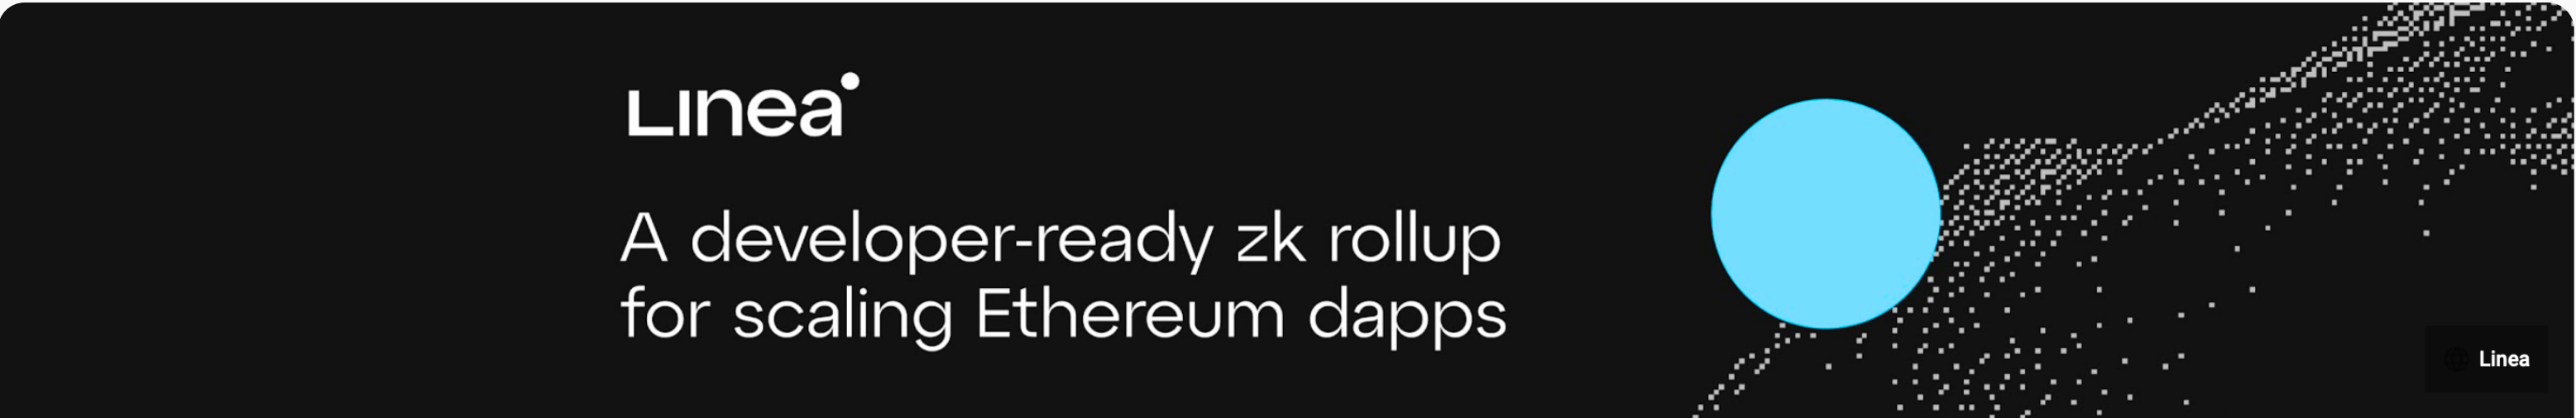 Linea
A developer-ready zk rollup
for scaling Ethereum dapps
Linea